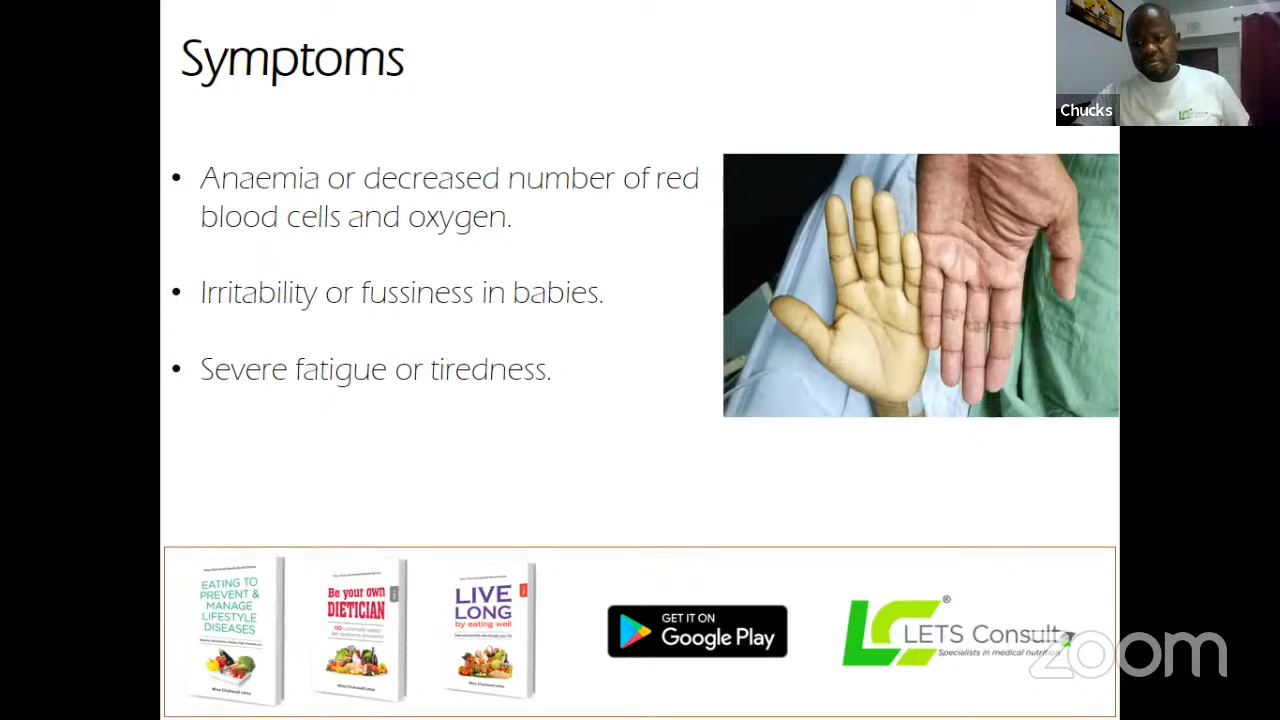 Symptoms
Chucks
• Anaemia or decreased number of red
blood cells and oxygen.
• Irritability or fussiness in babies.
• Severe fatigue or tiredness.
EATING TO
PREVENT &
MANAGE
LIFESTYLE
DISEASES
Be your own
DIETICIAN
LIVE
LONG
by eating well
GET IT ON
Google Play
®
LETS Consult
Specialists in medical nutrition
zoom